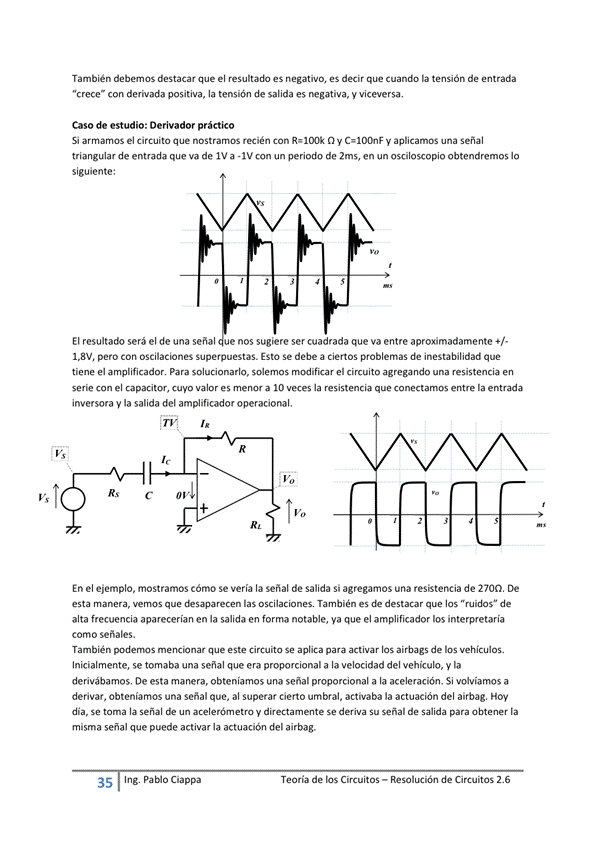 También debemos destacar que el resultado es negativo, es decir que cuando la tensión de entrada
"crece" con derivada positiva, la tensión de salida es negativa, y viceversa.
Caso de estudio: Derivador práctico
Si armamos el circuito que nostramos recién con R=100k Ω y C=100nF y aplicamos una señal
triangular de entrada que va de 1V a -1V con un periodo de 2ms, en un osciloscopio obtendremos lo
siguiente:
vS
vO
t
0 1 2 3 4 5 ms
El resultado será el de una señal que nos sugiere ser cuadrada que va entre aproximadamente +/-
1,8V, pero con oscilaciones superpuestas. Esto se debe a ciertos problemas de inestabilidad que
tiene el amplificador. Para solucionarlo, solemos modificar el circuito agregando una resistencia en
serie con el capacitor, cuyo valor es menor a 10 veces la resistencia que conectamos entre la entrada
inversora y la salida del amplificador operacional.
TV IR
R
VS IC
VO
VS RS C 0V
RL VO
vS
vO
t
0 1 2 3 4 5 ms
En el ejemplo, mostramos cómo se vería la señal de salida si agregamos una resistencia de 270Ω. De
esta manera, vemos que desaparecen las oscilaciones. También es de destacar que los "ruidos" de
alta frecuencia aparecerían en la salida en forma notable, ya que el amplificador los interpretaría
como señales.
También podemos mencionar que este circuito se aplica para activar los airbags de los vehículos.
Inicialmente, se tomaba una señal que era proporcional a la velocidad del vehículo, y la
derivábamos. De esta manera, obteníamos una señal proporcional a la aceleración. Si volvíamos a
derivar, obteníamos una señal que, al superar cierto umbral, activaba la actuación del airbag. Hoy
día, se toma la señal de un acelerómetro y directamente se deriva su señal de salida para obtener la
misma señal que puede activar la actuación del airbag.
35 Ing. Pablo Ciappa Teoría de los Circuitos – Resolución de Circuitos 2.6